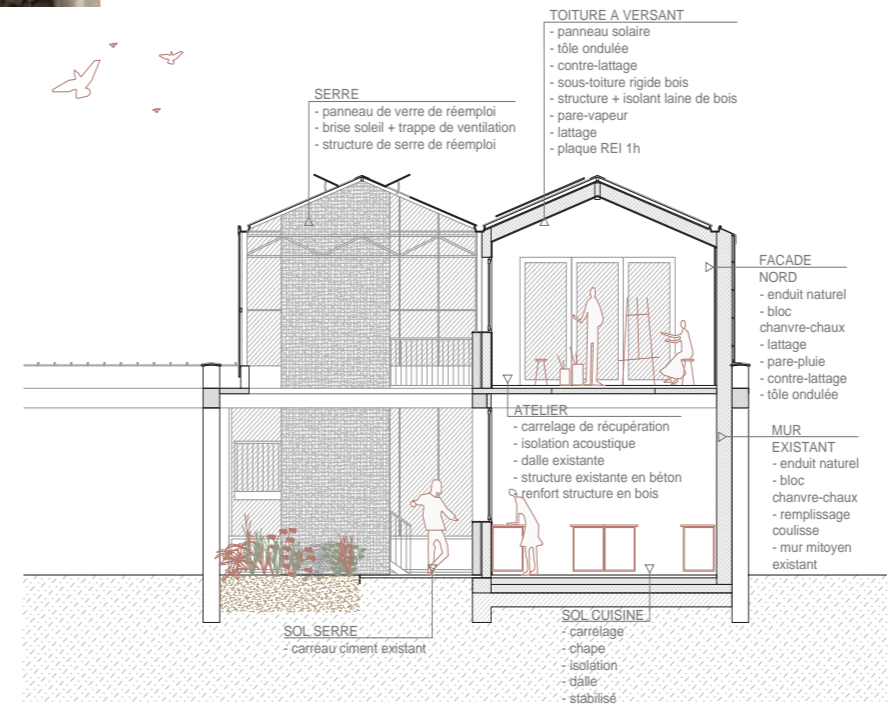 TOITURE A VERSANT
- panneau solaire
- tôle ondulée
- contre-lattage
- sous-toiture rigide bois
- structure + isolant laine de bois
- pare-vapeur
- lattage
- plaque REI 1h
SERRE
- panneau de verre de réemploi
- brise soleil + trappe de ventilation
- structure de serre de réemploi
FACADE
NORD
- enduit naturel
- bloc
chanvre-chaux
- lattage
- pare-pluie
- contre-lattage
- tôle ondulée
ATELIER
- carrelage de récupération
- isolation acoustique
- dalle existante
- structure existante en béton
- renfort structure en bois
MUR
EXISTANT
- enduit naturel
- bloc
chanvre-chaux
- remplissage
coulisse
- mur mitoyen
existant
SOL SERRE
- carreau ciment existant
SOL CUISINE
- carrelage
- chape
- isolation
- dalle
- stabilisé